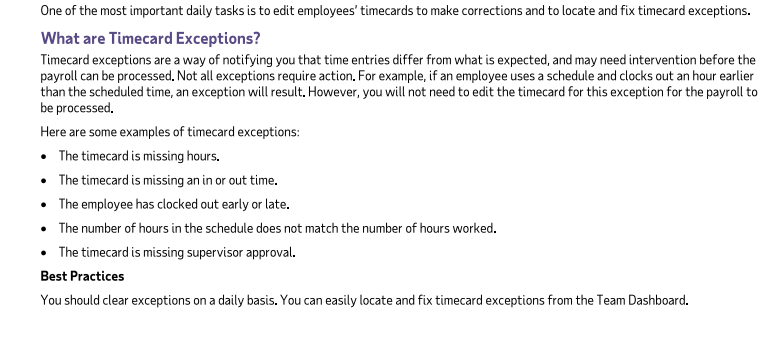 One of the most important daily tasks is to edit employees' timecards to make corrections and to locate and fix timecard exceptions.
What are Timecard Exceptions?
Timecard exceptions are a way of notifying you that time entries differ from what is expected, and may need intervention before the
payroll can be processed. Not all exceptions require action. For example, if an employee uses a schedule and clocks out an hour earlier
than the scheduled time, an exception will result. However, you will not need to edit the timecard for this exception for the payroll to
be processed.
Here are some examples of timecard exceptions:
• The timecard is missing hours.
• The timecard is missing an in or out time.
• The employee has clocked out early or late.
• The number of hours in the schedule does not match the number of hours worked.
• The timecard is missing supervisor approval.
Best Practices
You should clear exceptions on a daily basis. You can easily locate and fix timecard exceptions from the Team Dashboard.